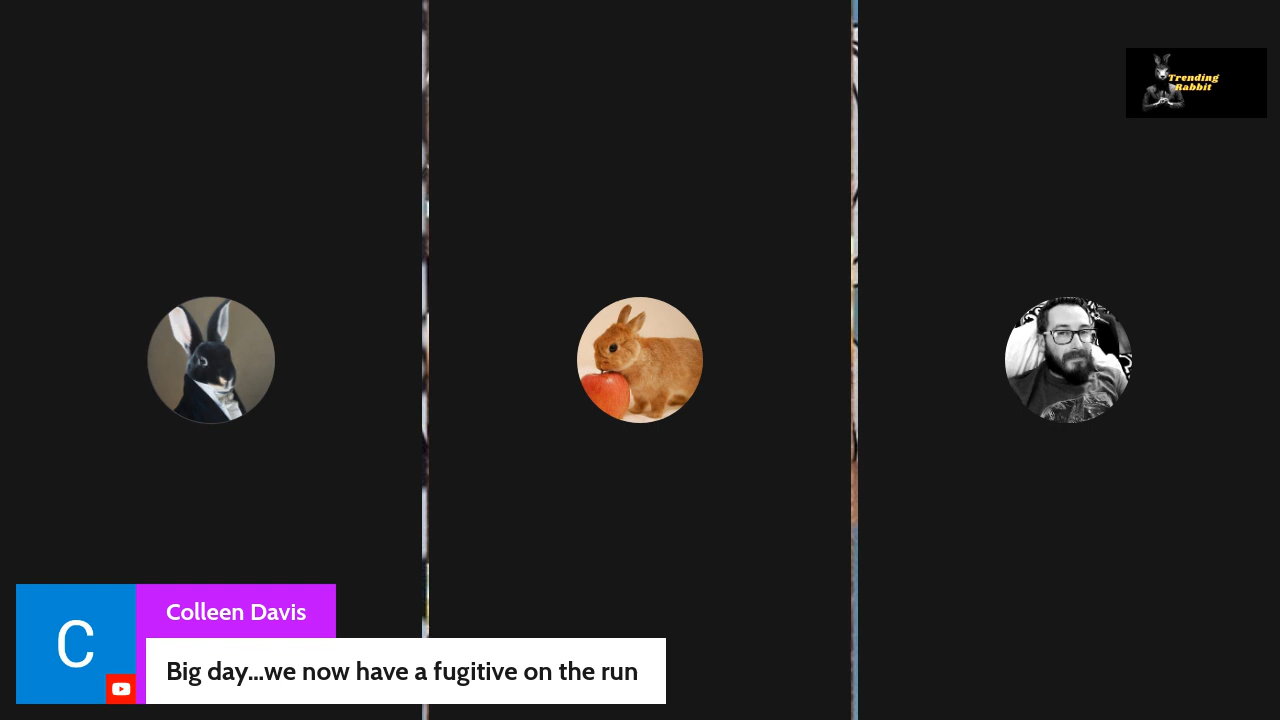 Trending
Rabbit
C
Colleen Davis
Big day...we now have a fugitive on the run